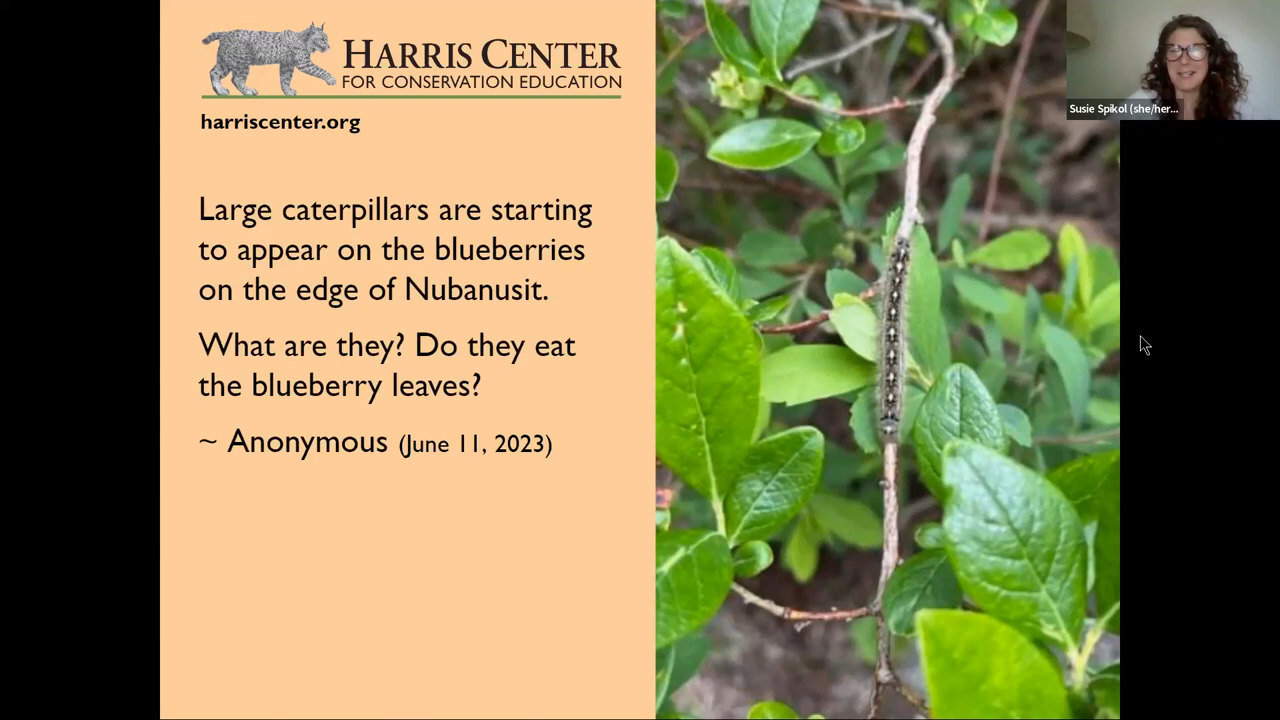 HARRIS CENTER
FOR CONSERVATION EDUCATION
harriscenter.org
Large caterpillars are starting
to appear on the blueberries
on the edge of Nubanusit.
What are they? Do they eat
the blueberry leaves?
~ Anonymous (June 11, 2023)
Susie Spikol (she/her...